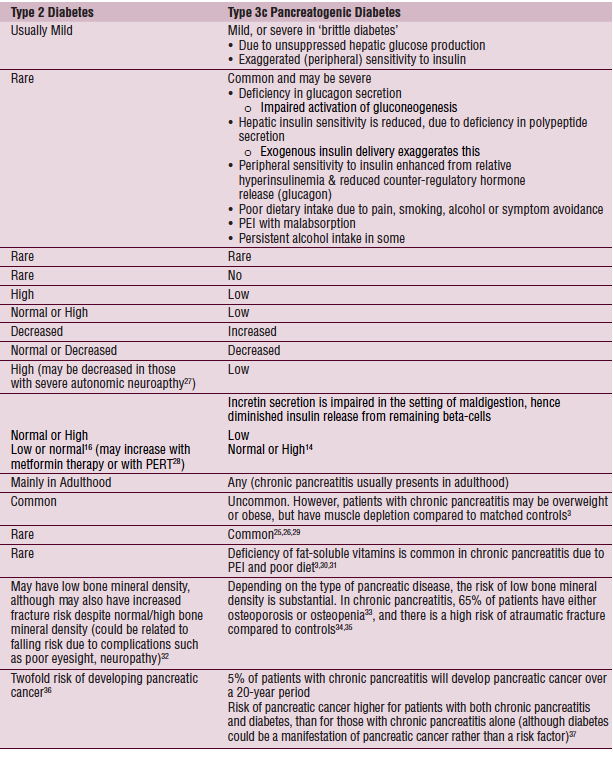 Type 2 Diabetes
Type 3c Pancreatogenic Diabetes
Usually Mild
Mild, or severe in ‘brittle diabetes’
• Due to unsuppressed hepatic glucose production
• Exaggerated (peripheral) sensitivity to insulin
Rare
Common and may be severe
• Deficiency in glucagon secretion
o Impaired activation of gluconeogenesis
• Hepatic insulin sensitivity is reduced, due to deficiency in polypeptide
secretion
o Exogenous insulin delivery exaggerates this
• Peripheral sensitivity to insulin enhanced from relative
hyperinsulinemia & reduced counter-regulatory hormone
release (glucagon)
• Poor dietary intake due to pain, smoking, alcohol or symptom avoidance
• PEI with malabsorption
• Persistent alcohol intake in some
Rare
Rare
Rare
No
High
Low
Normal or High
Low
Decreased
Increased
Normal or Decreased
Decreased
High (may be decreased in those
with severe autonomic neuroapthy27)
Low
Incretin secretion is impaired in the setting of maldigestion, hence
diminished insulin release from remaining beta-cells
Normal or High
Low
Low or normal16 (may increase with
metformin therapy or with PERT28)
Normal or High14
Mainly in Adulthood
Any (chronic pancreatitis usually presents in adulthood)
Common
Uncommon. However, patients with chronic pancreatitis may be overweight
or obese, but have muscle depletion compared to matched controls3
Rare
Common25,26,29
Rare
Deficiency of fat-soluble vitamins is common in chronic pancreatitis due to
PEI and poor diet3,30,31
May have low bone mineral density,
although may also have increased
fracture risk despite normal/high bone
mineral density (could be related to
falling risk due to complications such
as poor eyesight, neuropathy)32
Depending on the type of pancreatic disease, the risk of low bone mineral
density is substantial. In chronic pancreatitis, 65% of patients have either
osteoporosis or osteopenia33, and there is a high risk of atraumatic fracture
compared to controls34,35
Twofold risk of developing pancreatic
cancer36
5% of patients with chronic pancreatitis will develop pancreatic cancer over
a 20-year period
Risk of pancreatic cancer higher for patients with both chronic pancreatitis
and diabetes, than for those with chronic pancreatitis alone (although diabetes
could be a manifestation of pancreatic cancer rather than a risk factor)37